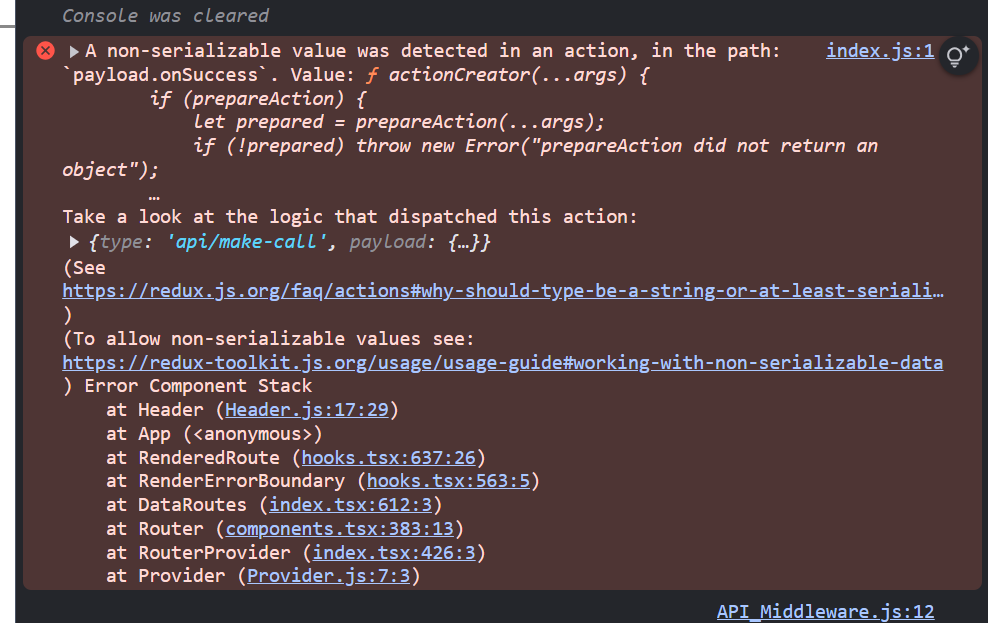 Console was cleared
A non-serializable value was detected in an action, in the path: index.js:1
`payload.onSuccess`. Value: ƒ actionCreator(...args) {
if (prepareAction) {
let prepared = prepareAction(...args);
if (!prepared) throw new Error("prepareAction did not return an
object");
…
Take a look at the logic that dispatched this action:
{type: 'api/make-call', payload: {…}}
(See
https://redux.js.org/faq/actions#why-should-type-be-a-string-or-at-least-seriali…
)
(To allow non-serializable values see:
https://redux-toolkit.js.org/usage/usage-guide#working-with-non-serializable-data
) Error Component Stack
at Header (Header.js:17:29)
at App (<anonymous>)
at RenderedRoute (hooks.tsx:637:26)
at RenderErrorBoundary (hooks.tsx:563:5)
at DataRoutes (index.tsx:612:3)
at Router (components.tsx:383:13)
at RouterProvider (index.tsx:426:3)
at Provider (Provider.js:7:3)
API_Middleware.js:12